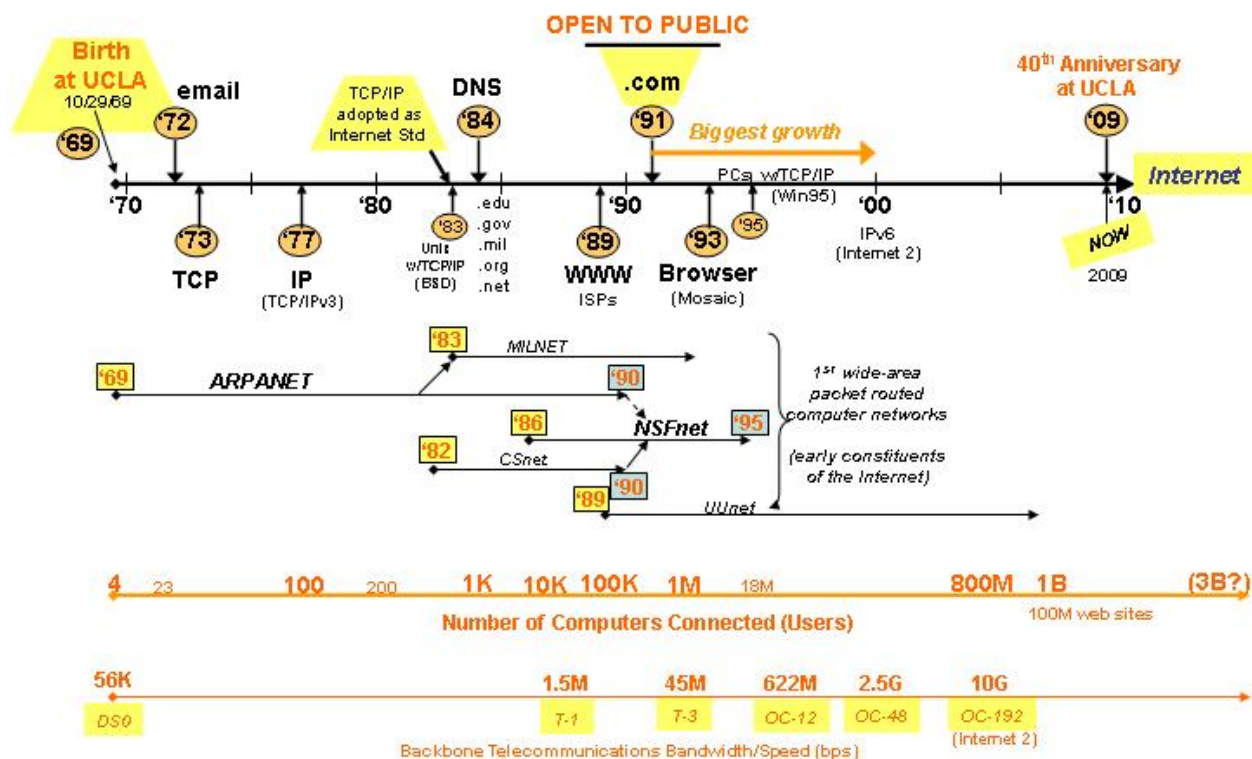 OPEN TO PUBLIC
Birth
at UCLA
10/29/69
'69
email
'72
TCP/IP
adopted as
Internet Std
DNS
'84
.com
'91
Biggest growth
40th Anniversary
at UCLA
'09
PCs w/TCP/IP
(Win95)
Internet
'70
'80
'90
'00
'10
'73
TCP
'77
IP
(TCP/IPv3)
'83
Unix
w/TCP/IP
(BSD)
.edu
.gov
.mil
.org
.net
'89
WWW
ISPs
'93
Browser
(Mosaic)
'95
IPv6
(Internet 2)
NOW
2009
'83
MILNET
'69
ARPANET
'90
'86
NSFnet
'95
'82
CSnet
'90
'89
UUnet
1ST wide-area
packet routed
computer networks
(early constituents
of the Internet)
4 23 100 200 1K 10K 100K 1M 18M 800M 1B (3B?)
Number of Computers Connected (Users)
100M web sites
56K 1.5M 45M 622M 2.5G 10G
DS0 T-1 T-3 OC-12 OC-48 OC-192
(Internet 2)
Backbone Telecommunications Bandwidth/Speed (bps)